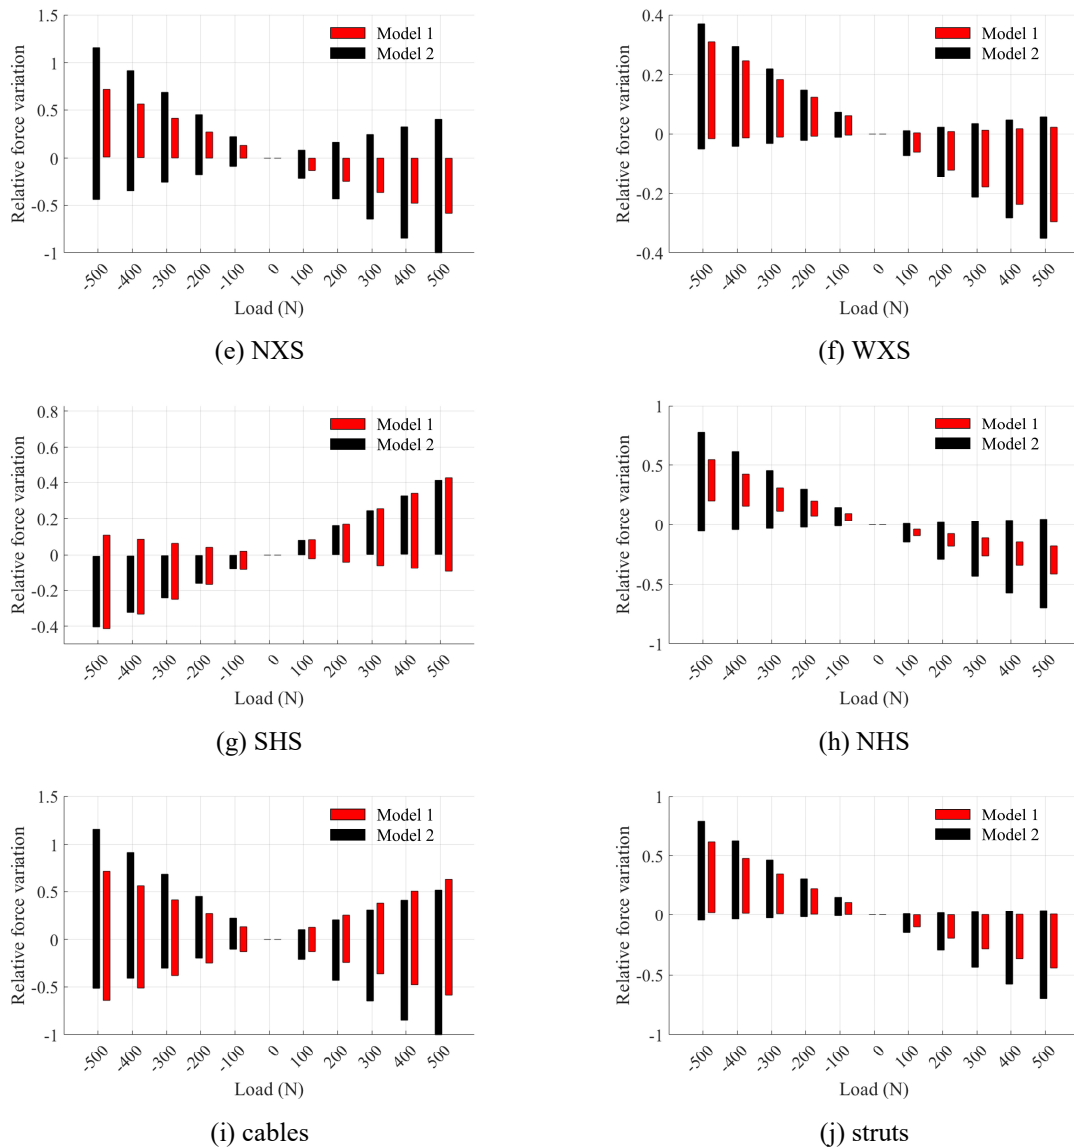 1.5
1
0.5
0
-0.5
-1
Relative force variation
Model 1
Model 2
-500 -400 -300 -200 -100 0 100 200 300 400 500
Load (N)
(e) NXS
0.4
0.2
0
-0.2
0.4
Relative force variation
Model 1
Model 2
-500 -400 -300 -200 -100 0 100 200 300 400 500
Load (N)
(f) WXS
0.8
0.6
0.4
0.2
0
-0.2
-0.4
Relative force variation
Model 1
Model 2
-500 -400 -300 -200 -100 0 100 200 300 400 500
Load (N)
(g) SHS
1
0.5
0
-0.5
-1
Relative force variation
Model 1
Model 2
-500 -400 -300 -200 -100 0 100 200 300 400 500
Load (N)
(h) NHS
1.5
1
0.5
0
-0.5
-1
Relative force variation
Model 1
Model 2
-500 -400 -300 -200 -100 0 100 200 300 400 500
Load (N)
(i) cables
1
0.5
0
-0.5
-1
Relative force variation
Model 1
Model 2
-500 -400 -300 -200 -100 0 100 200 300 400 500
Load (N)
(j) struts